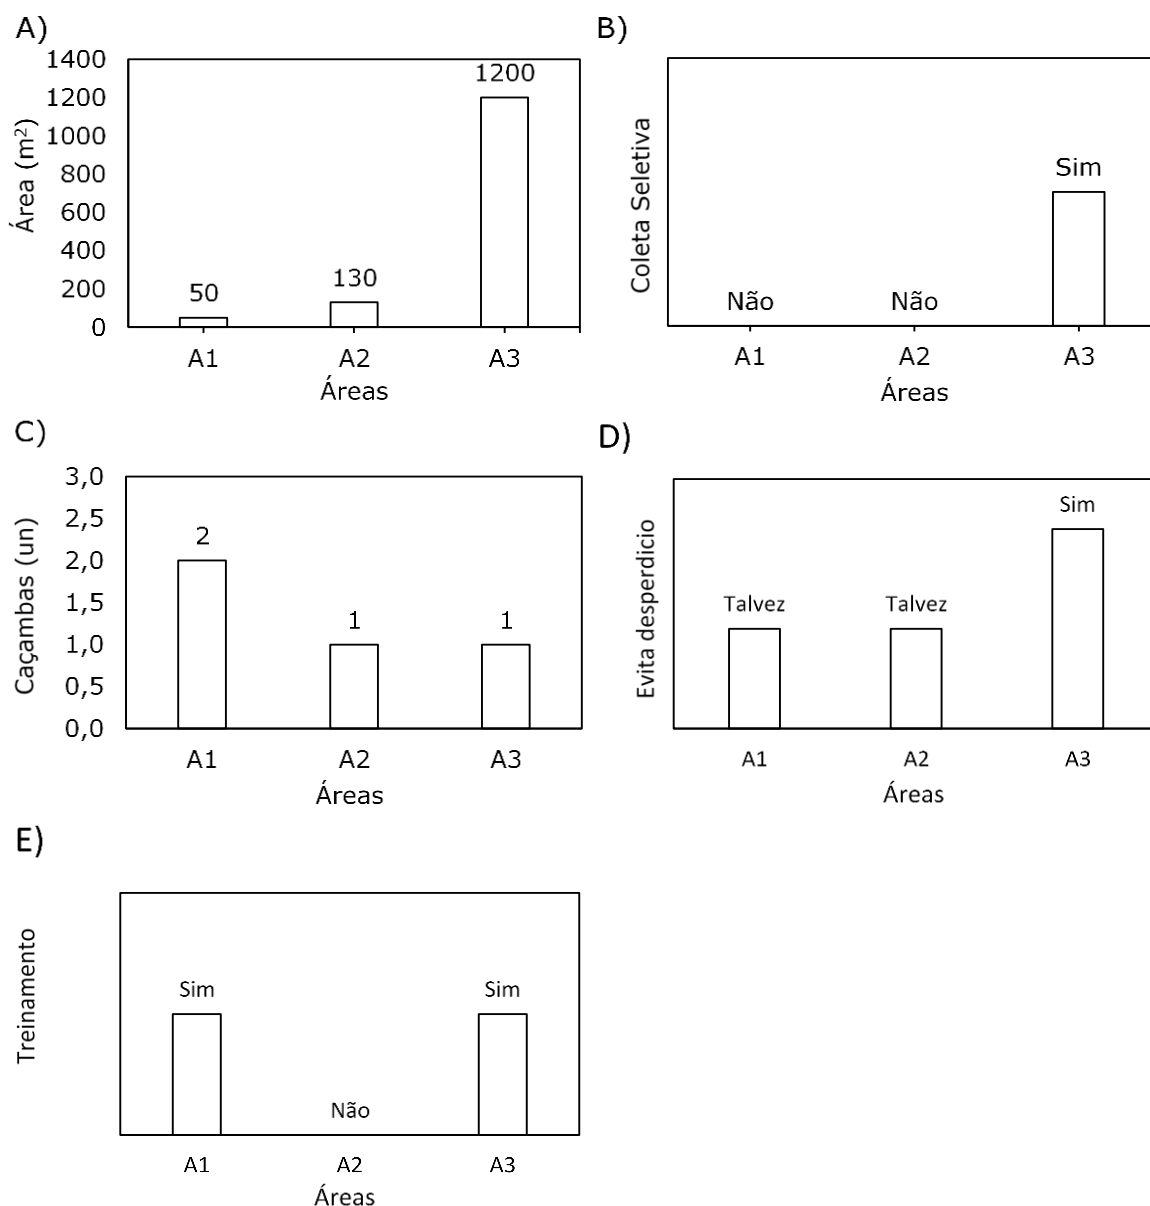 A)
Área (m²)
1400
1200
1000
800
600
400
200
0
50
130
1200
A1 A2 A3
Áreas
B)
Coleta Seletiva
Não
Não
Sim
A1 A2 A3
Áreas
C)
Caçambas (un)
3,0
2,5
2,0
1,5
1,0
0,5
0,0
2
1
1
A1 A2 A3
Áreas
D)
Evita desperdicio
Talvez
Talvez
Sim
A1 A2 A3
Áreas
E)
Treinamento
Sim
Não
Sim
A1 A2 A3
Áreas